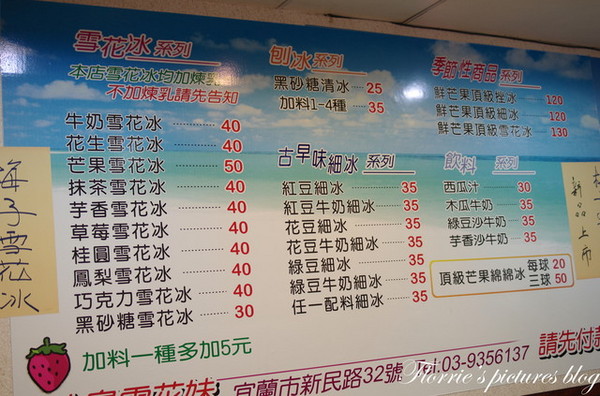 雪花冰 系列
本店雪花冰均加煉乳
不加煉乳請先告知
牛奶雪花冰 40
花生雪花冰 40
芒果雪花冰 50
抹茶雪花冰 40
芋香雪花冰 40
草莓雪花冰 40
桂圓雪花冰 40
鳳梨雪花冰 40
巧克力雪花冰 40
黑砂糖雪花冰 30
加料一種多加5元
刨冰 系列
黑砂糖清冰 25
加料1-4種 35
古早味細冰 系列
紅豆細冰 35
紅豆牛奶細冰 35
花豆細冰 35
花豆牛奶細冰 35
綠豆細冰 35
綠豆牛奶細冰 35
任一配料細冰 35
季節性商品 系列
鮮芒果頂級挫冰 120
鮮芒果頂級細冰 120
鮮芒果頂級雪花冰 130
飲料 系列
西瓜汁 30
木瓜牛奶 35
綠豆沙牛奶 35
芋香沙牛奶 35
頂級芒果綿綿冰 每球 20
三球 50
梅子雪花冰
新品上市
雪花妹 宜蘭市新民路32號 Tel:03-9356137 請先付款
Florrie's pictures blog